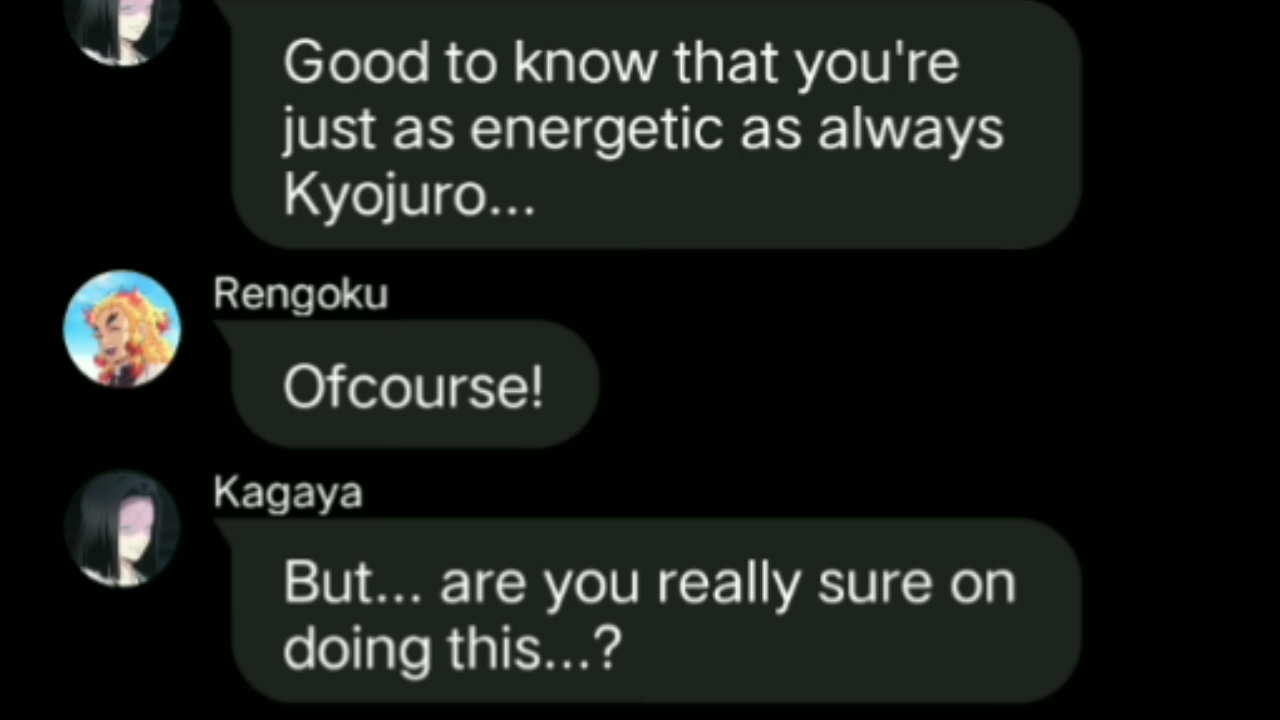 Good to know that you're
just as energetic as always
Kyojuro...
Rengoku
Ofcourse!
Kagaya
But... are you really sure on
doing this...?